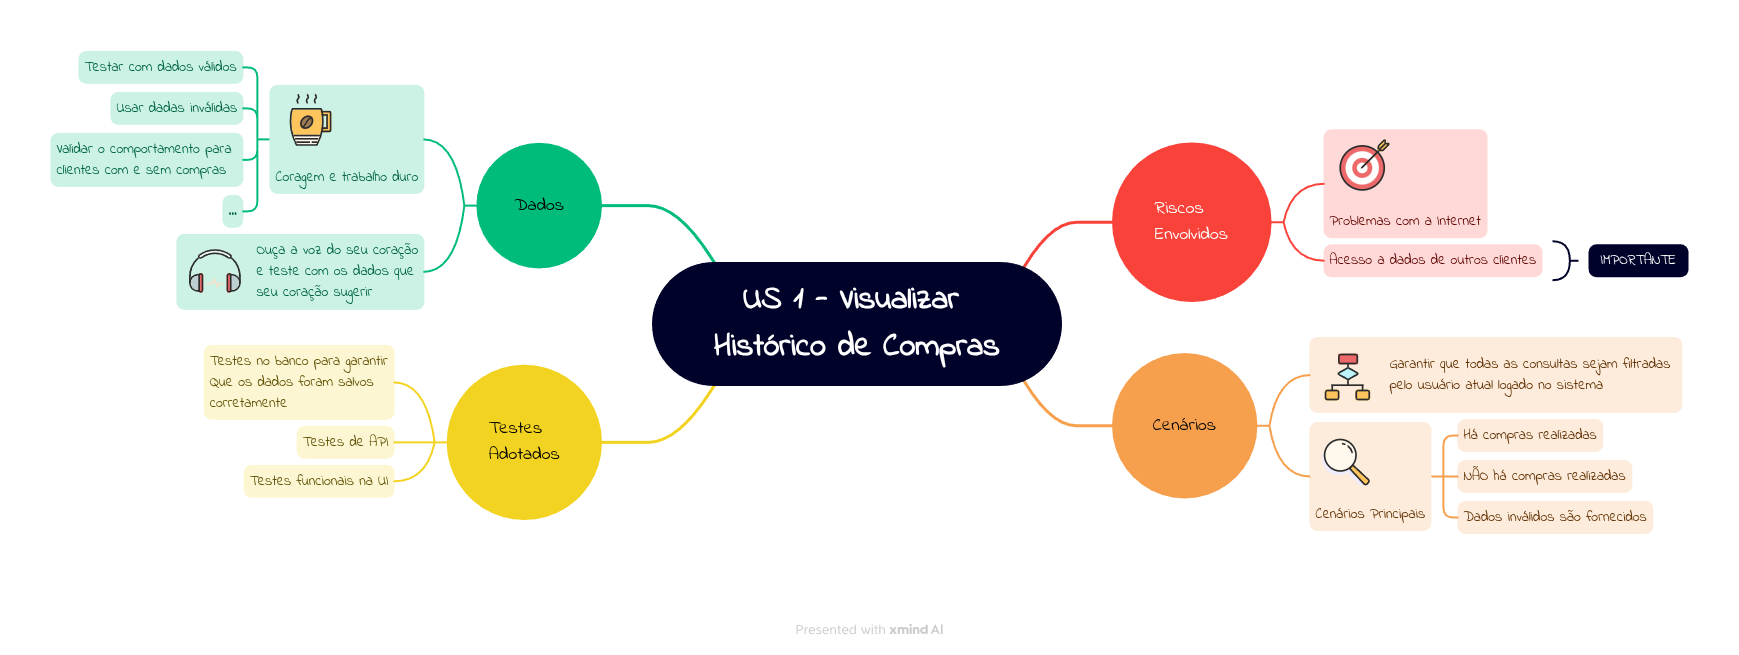 US 1 - Visualizar
Histórico de Compras
Riscos
Envolvidos
Problemas com a internet
Acesso a dados de outros clientes
IMPORTANTE
Cenários
Garantir que todas as consultas sejam filtradas
pelo usuário atual logado no sistema
Cenários Principais
Há compras realizadas
NÃO há compras realizadas
Dados inválidos são fornecidos
Dados
Coragem e trabalho duro
Testar com dados válidos
Usar dadas inválidas
Validar o comportamento para
clientes com e sem compras
...
Ouça a voz do seu coração
e teste com os dados que
seu coração sugerir
Testes
Adotados
Testes no banco para garantir
Que os dados foram salvos
corretamente
Testes de API
Testes funcionais na UI
Presented with xmind AI